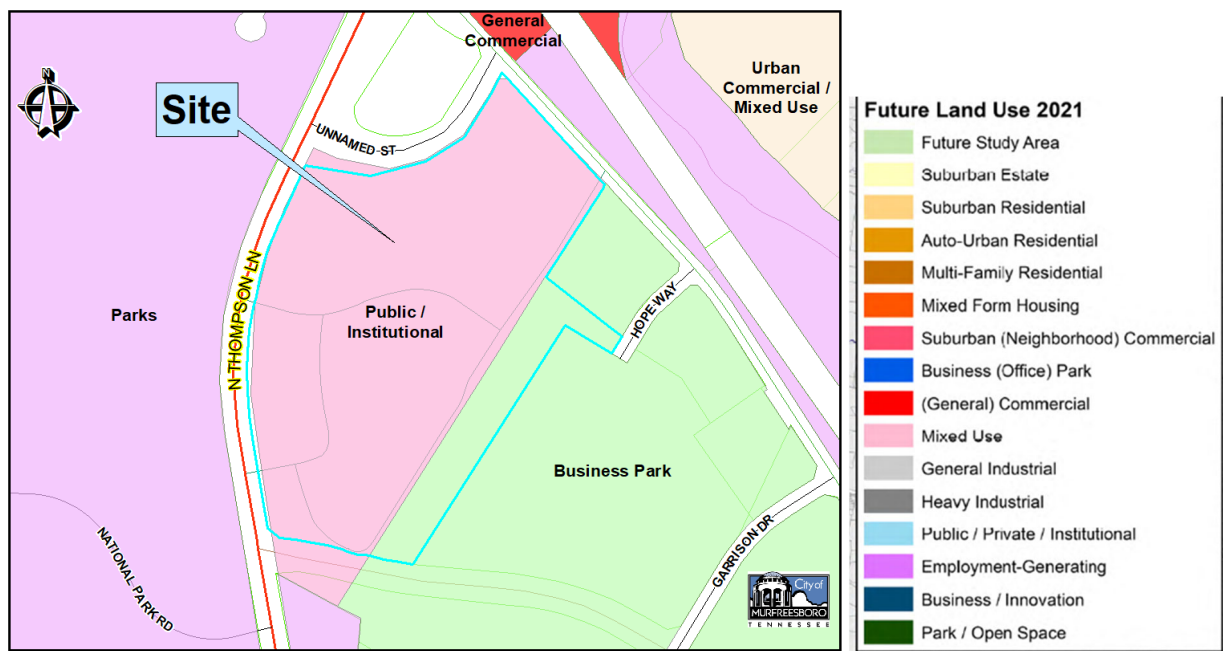 General
Commercial
Urban
Commercial /
Mixed Use
N
Site
UNNAMED ST
N THOMPSON LN
Parks
Public /
Institutional
HOPE WAY
Business Park
GARRISON DR
NATIONAL PARK RD
City of
MURFREESBORO
TENNESSEE
Future Land Use 2021
Future Study Area
Suburban Estate
Suburban Residential
Auto-Urban Residential
Multi-Family Residential
Mixed Form Housing
Suburban (Neighborhood) Commercial
Business (Office) Park
(General) Commercial
Mixed Use
General Industrial
Heavy Industrial
Public / Private / Institutional
Employment-Generating
Business / Innovation
Park / Open Space